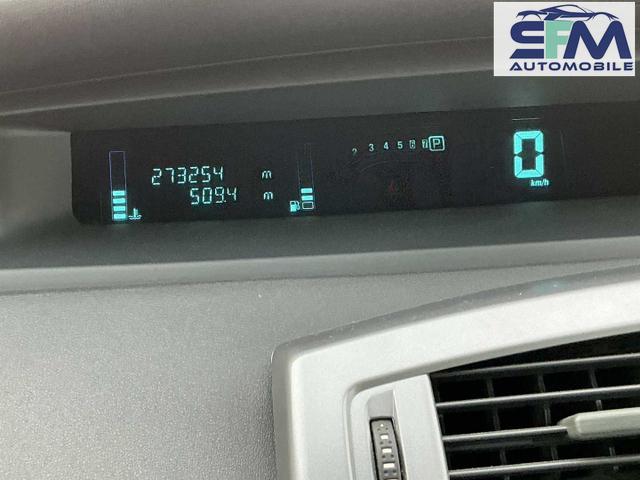 SFM
AUTOMOBILE
2 3 4 5 6 7 P
273254 m
509.4 m
0
km/h